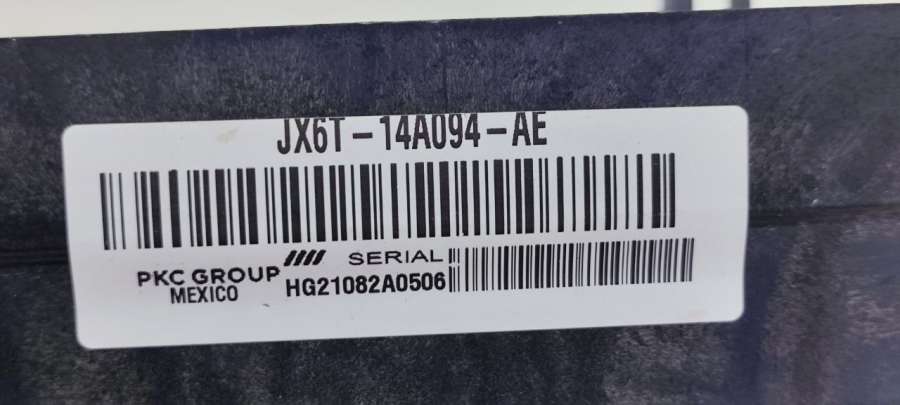 JX6T-14A094-AE
PKC GROUP
MEXICO
SERIAL
HG21082A0506